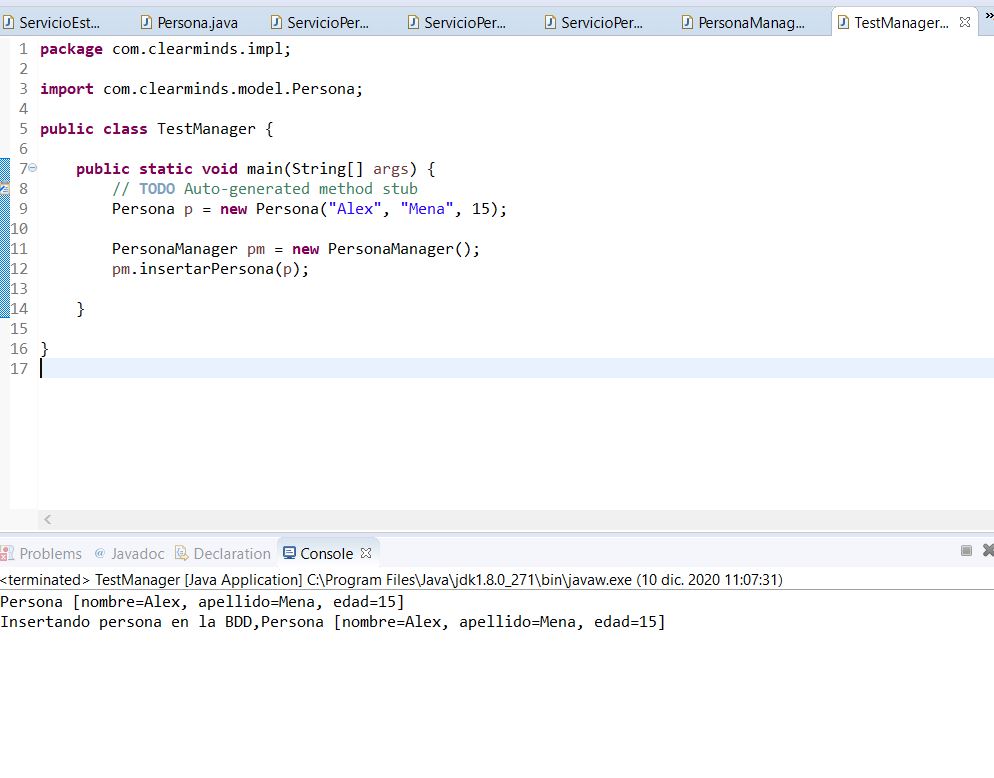 ServicioEst... Persona.java ServicioPer... ServicioPer... ServicioPer... PersonaManag... TestManager... »
1 package com.clearminds.impl;
2
3 import com.clearminds.model.Persona;
4
5 public class TestManager {
6
7 public static void main(String[] args) {
8 // TODO Auto-generated method stub
9 Persona p = new Persona("Alex", "Mena", 15);
10
11 PersonaManager pm = new PersonaManager();
12 pm.insertarPersona(p);
13
14 }
15
16 }
17
Problems @ Javadoc Declaration Console
<terminated> TestManager [Java Application] C:\Program Files\Java\jdk1.8.0_271\bin\javaw.exe (10 dic. 2020 11:07:31)
Persona [nombre=Alex, apellido=Mena, edad=15]
Insertando persona en la BDD,Persona [nombre=Alex, apellido=Mena, edad=15]